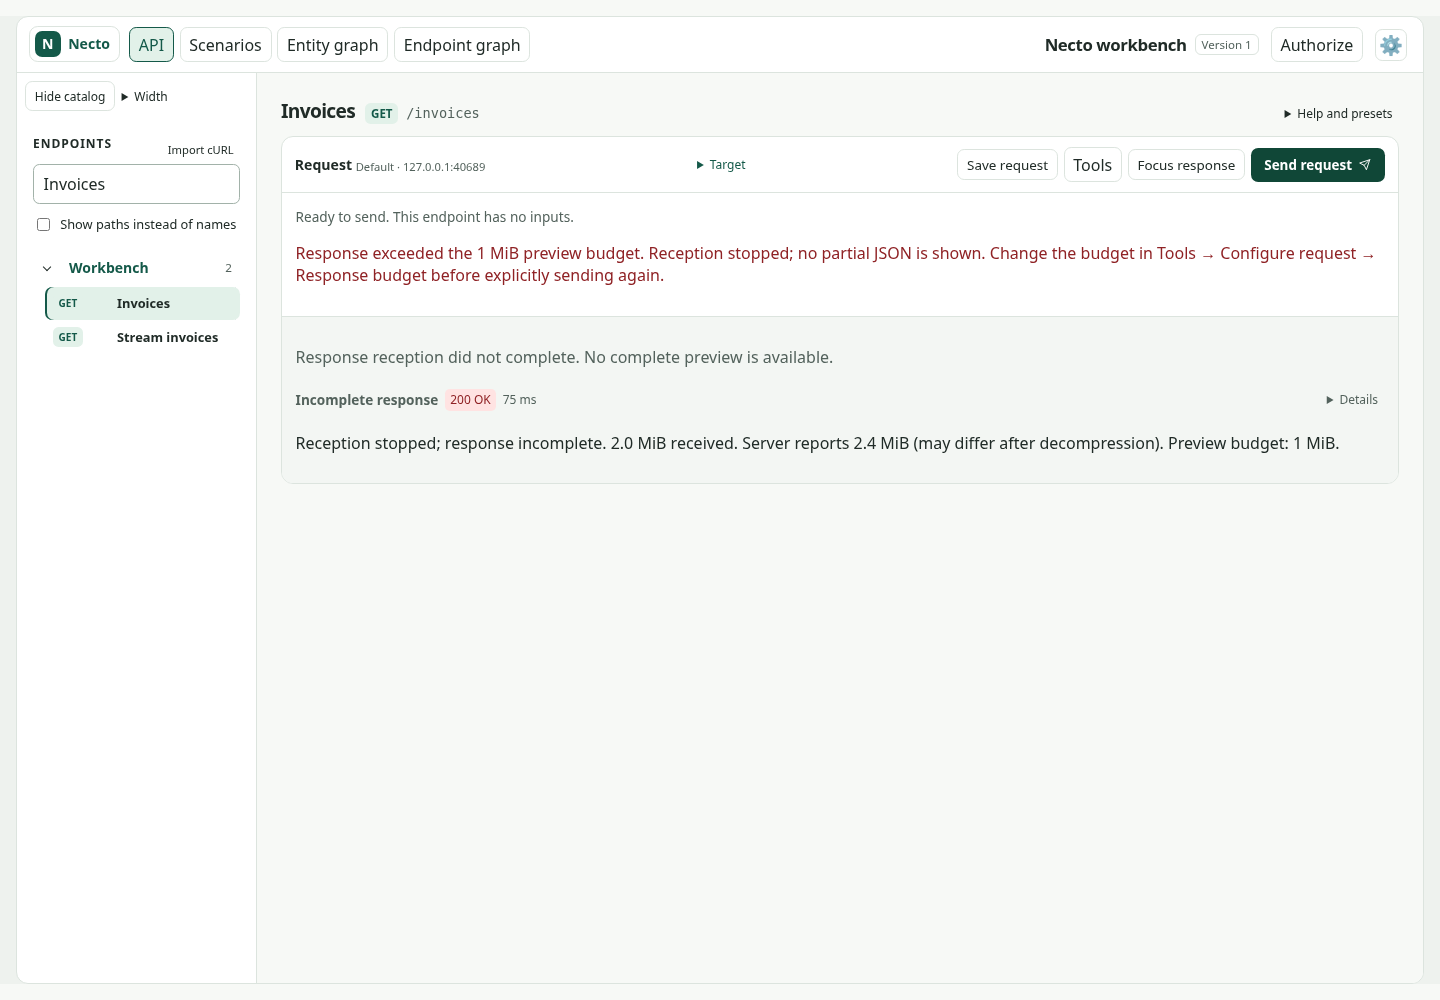 N Necto API Scenarios Entity graph Endpoint graph Necto workbench Version 1 Authorize
Hide catalog Width
ENDPOINTS Import cURL
Invoices
Show paths instead of names
Workbench 2
GET Invoices
GET Stream invoices
Invoices GET /invoices Help and presets
Request Default · 127.0.0.1:40689 Target Save request Tools Focus response Send request
Ready to send. This endpoint has no inputs.
Response exceeded the 1 MiB preview budget. Reception stopped; no partial JSON is shown. Change the budget in Tools → Configure request →
Response budget before explicitly sending again.
Response reception did not complete. No complete preview is available.
Incomplete response 200 OK 75 ms Details
Reception stopped; response incomplete. 2.0 MiB received. Server reports 2.4 MiB (may differ after decompression). Preview budget: 1 MiB.